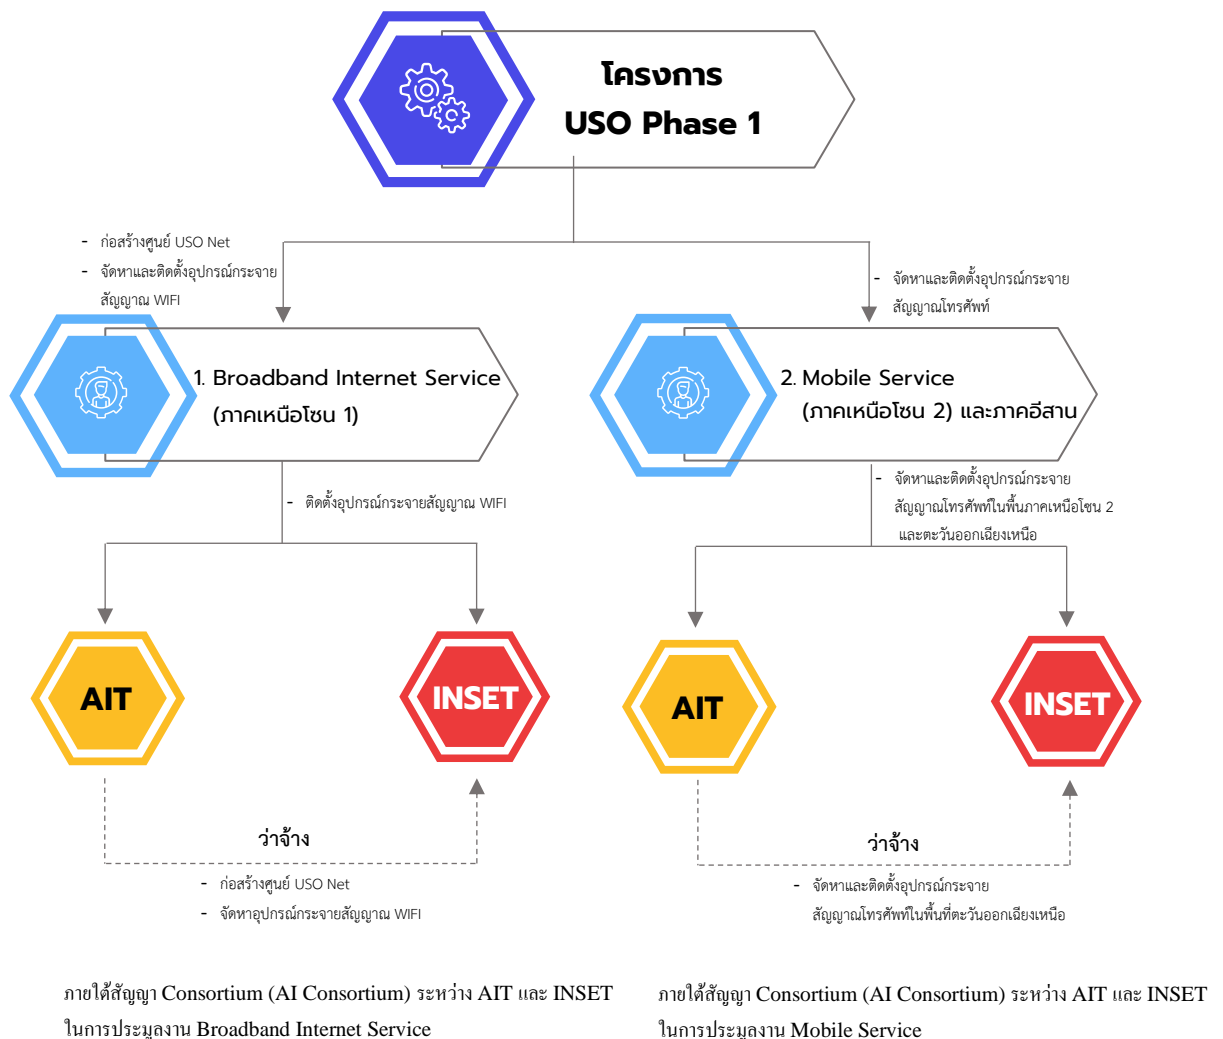 โครงการ
USO Phase 1
- ก่อสร้างศูนย์ USO Net
- จัดหาและติดตั้งอุปกรณ์กระจาย
สัญญาณ WIFI
- จัดหาและติดตั้งอุปกรณ์กระจาย
สัญญาณโทรศัพท์
1. Broadband Internet Service
(ภาคเหนือโซน 1)
2. Mobile Service
(ภาคเหนือโซน 2) และภาคอีสาน
- ติดตั้งอุปกรณ์กระจายสัญญาณ WIFI
- จัดหาและติดตั้งอุปกรณ์กระจาย
สัญญาณโทรศัพท์ในพื้นภาคเหนือโซน 2
และตะวันออกเฉียงเหนือ
AIT
INSET
AIT
INSET
ว่าจ้าง
- ก่อสร้างศูนย์ USO Net
- จัดหาอุปกรณ์กระจายสัญญาณ WIFI
ว่าจ้าง
- จัดหาและติดตั้งอุปกรณ์กระจาย
สัญญาณโทรศัพท์ในพื้นที่ตะวันออกเฉียงเหนือ
ภายใต้สัญญา Consortium (AI Consortium) ระหว่าง AIT และ INSET
ในการประมูลงาน Broadband Internet Service
ภายใต้สัญญา Consortium (AI Consortium) ระหว่าง AIT และ INSET
ในการประมูลงาน Mobile Service